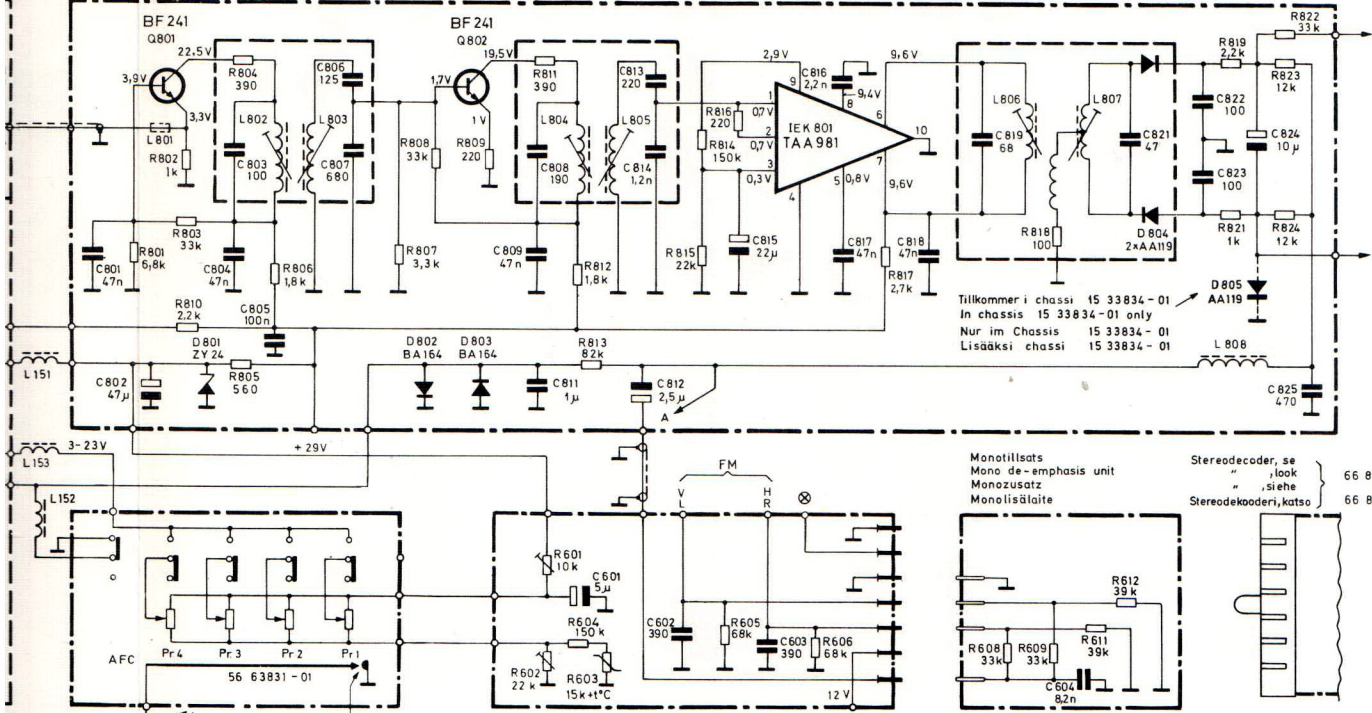 BF 241
Q801
22,5V
3,9V
3,3V
R804
390
C806
125
L801
R802
1k
L802
L803
C803
100
C807
680
R803
33k
C801
47n
R801
6,8k
C804
47n
R806
1,8k
R810
2,2k
C805
100n
BF 241
Q802
19,5V
1,7V
1V
R811
390
C813
220
R808
33k
R809
220
L804
L805
C808
190
C814
1,2n
R807
3,3k
C809
47n
R812
1,8k
2,9V
9
C816
2,2n
9,4V
8
9,6V
1
0,7V
R816
220
2
0,7V
R814
150k
3
0,3V
IEK 801
TAA981
6
10
7
9,6V
5
0,8V
4
R815
22k
C815
22µ
C817
47n
C818
47n
R817
2,7k
L806
L807
C819
68
C821
47
R818
100
D804
2×AA119
R822
33k
R819
2,2k
R823
12k
C822
100
C824
10µ
C823
100
R821
1k
R824
12k
D805
AA119
Tillkommer i chassi 15 33834-01
In chassis 15 33834-01 only
Nur im Chassis 15 33834-01
Lisääksi chassi 15 33834-01
L808
C825
470
L151
C802
47µ
D801
ZY 24
R805
560
D802
BA164
D803
BA164
C811
1µ
R813
82k
C812
2,5µ
A
3-23V
L153
+29V
L152
AFC
Pr4
Pr3
Pr2
Pr1
56 63831-01
R601
10k
C601
5µ
R604
150k
R602
22k
R603
15k+t°C
FM
V
L
H
R
C602
390
R605
68k
C603
390
R606
68k
12V
Monotillsats
Mono de-emphasis unit
Monozusatz
Monolisälaite
R612
39k
R611
39k
R608
33k
R609
33k
C604
8,2n
Stereodecoder, se
" ,look 66 8
" ,siehe
Stereodekooderi, katso 66 8